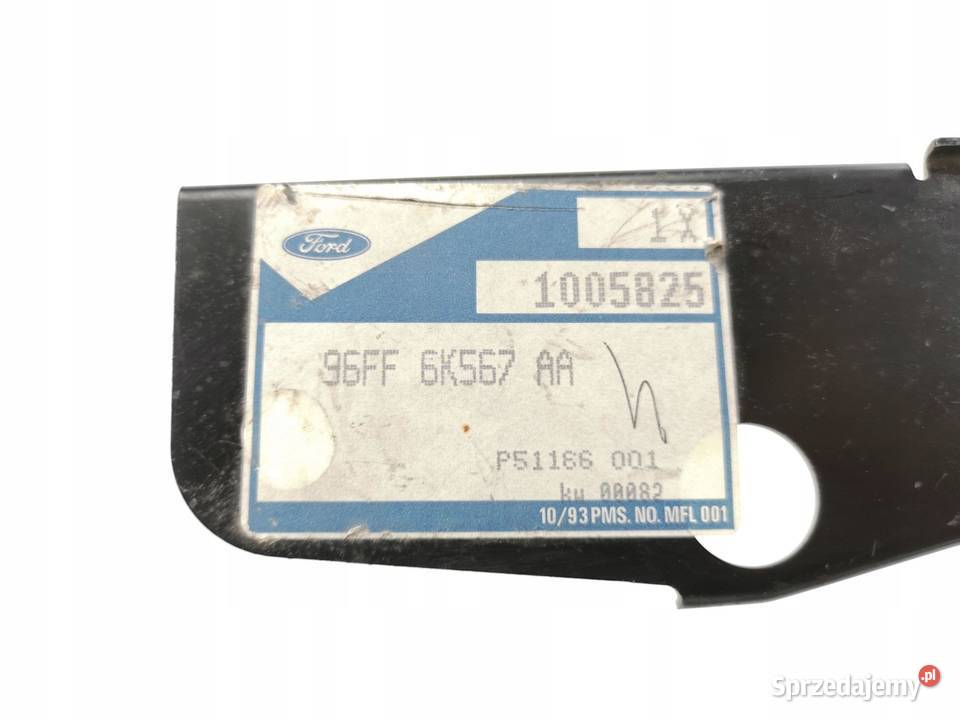 Ford
1X
1005825
96FF 6K567 AA
P51166 001
kw 00082
10/93 PMS. NO. MFL 001
Sprzedajemy.pl